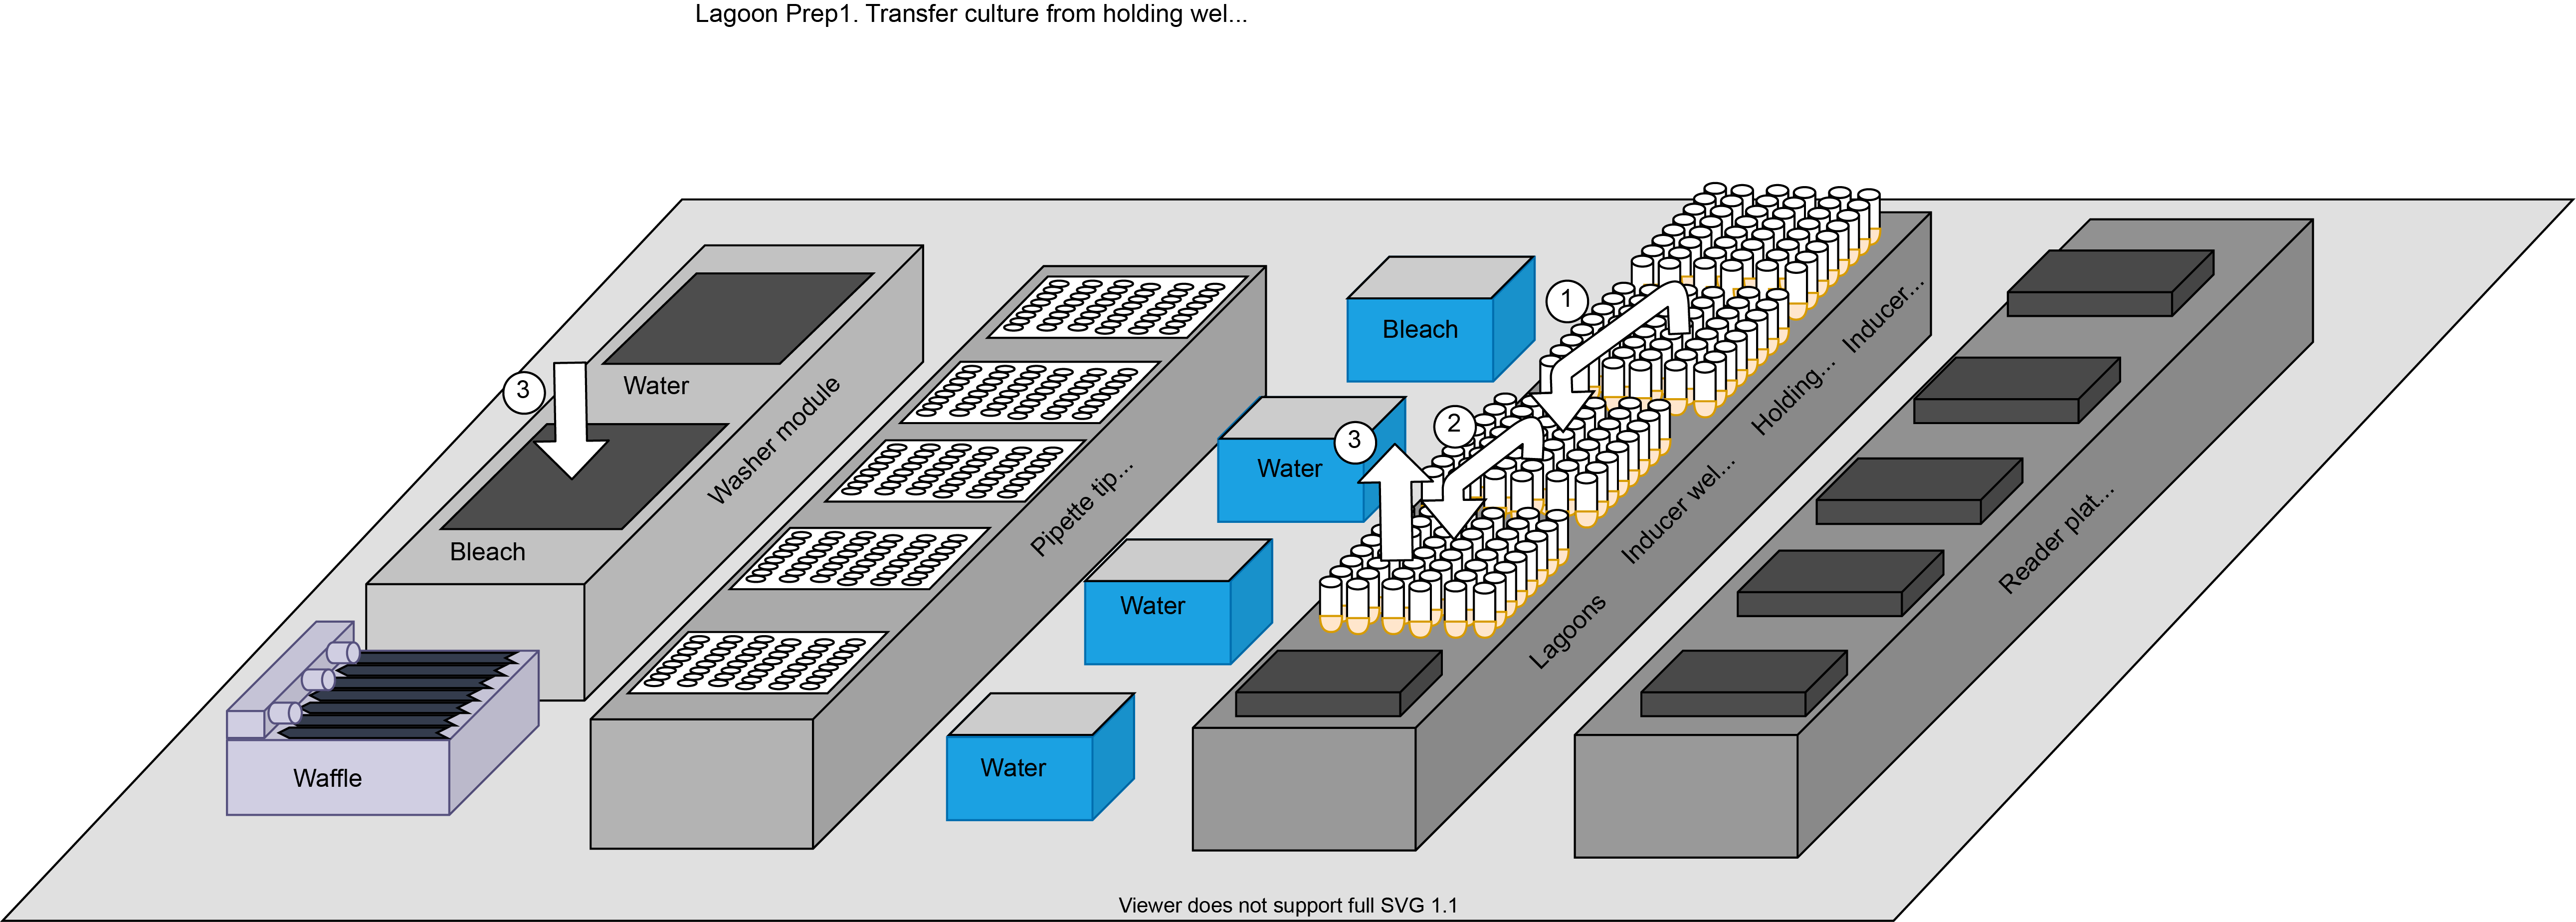 Lagoon Prep1. Transfer culture from holding wel...
1
Bleach
Inducer...
3
Water
Washer module
Holding...
2
3
Water
Inducer wel...
Pipette tip...
Reader plat...
Bleach
Water
Lagoons
Waffle
Water
Viewer does not support full SVG 1.1